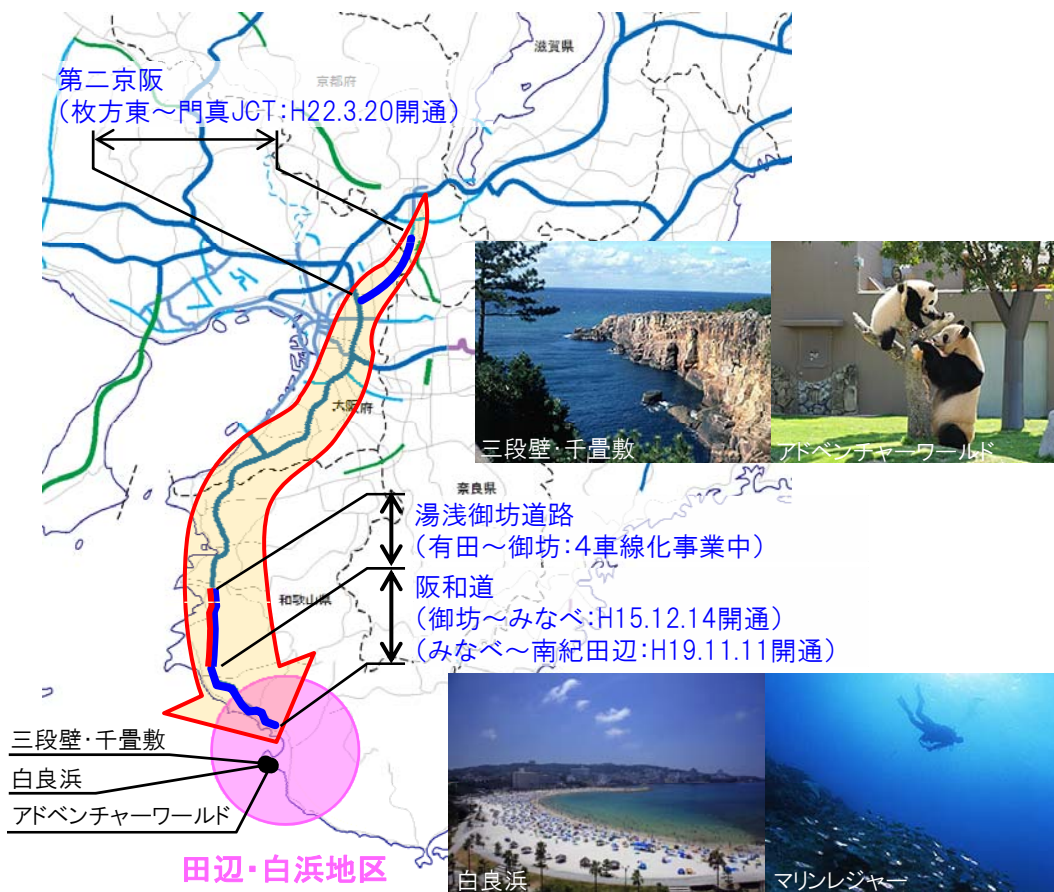 滋賀県
京都府
第二京阪
(枚方東～門真JCT:H22.3.20開通)
大阪府
三段壁・千畳敷
アドベンチャーワールド
奈良県
湯浅御坊道路
(有田～御坊:4車線化事業中)
阪和道
(御坊～みなべ:H15.12.14開通)
(みなべ～南紀田辺:H19.11.11開通)
和歌山県
三段壁・千畳敷
白良浜
アドベンチャーワールド
田辺・白浜地区
白良浜
マリンレジャー